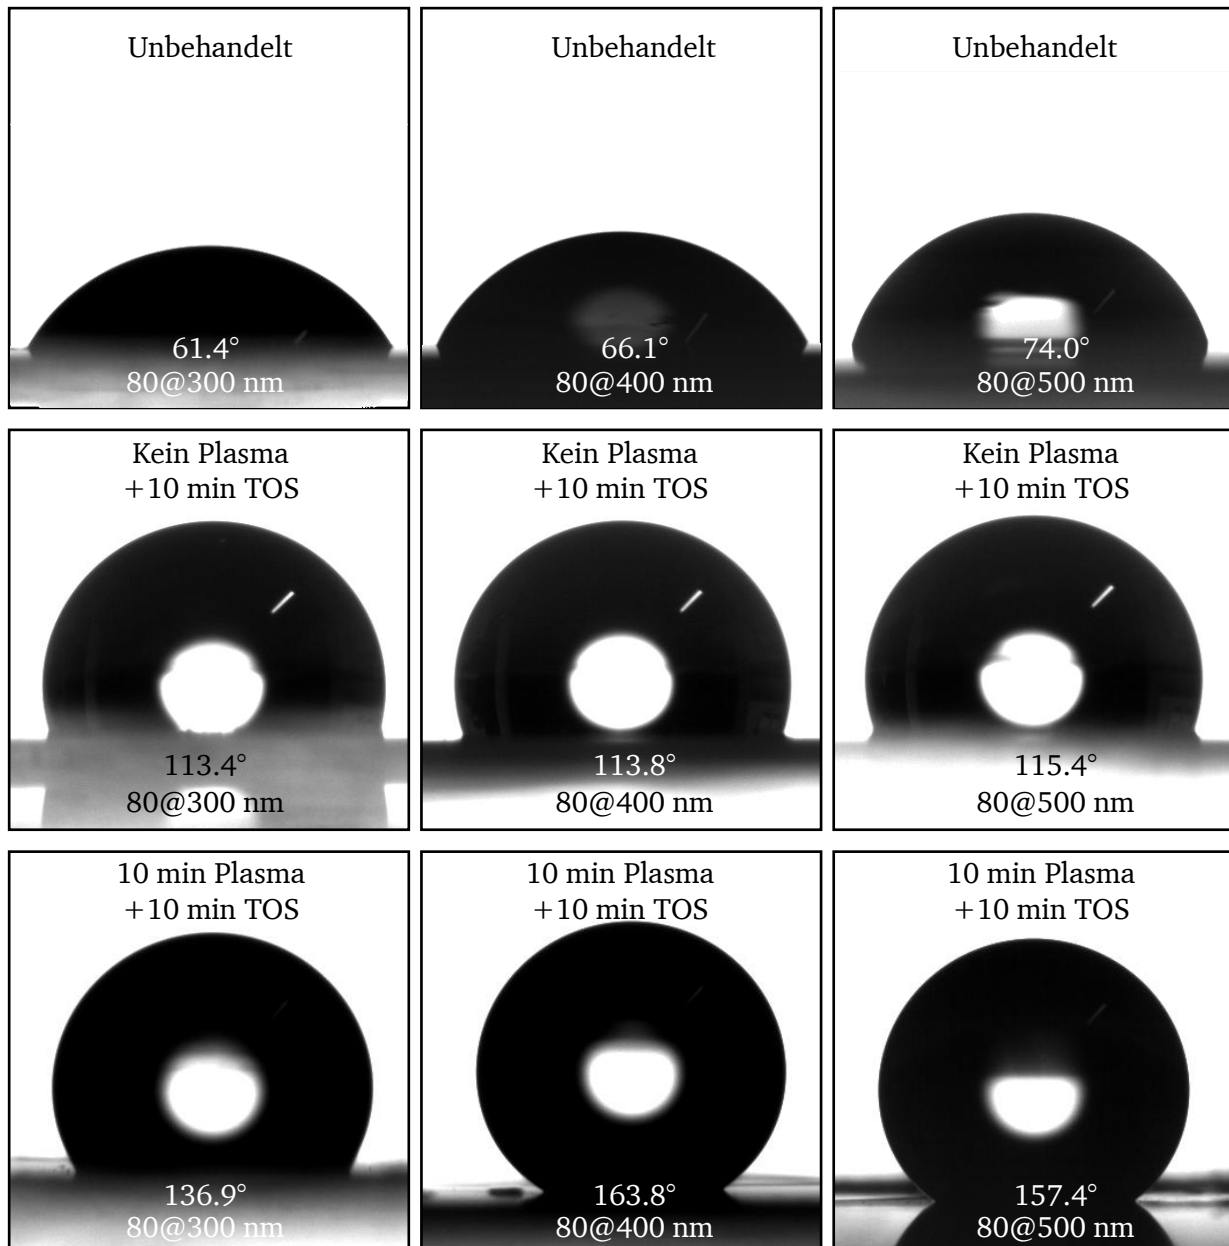 Unbehandelt
61.4°
80@300 nm
Unbehandelt
66.1°
80@400 nm
Unbehandelt
74.0°
80@500 nm
Kein Plasma
+10 min TOS
113.4°
80@300 nm
Kein Plasma
+10 min TOS
113.8°
80@400 nm
Kein Plasma
+10 min TOS
115.4°
80@500 nm
10 min Plasma
+10 min TOS
136.9°
80@300 nm
10 min Plasma
+10 min TOS
163.8°
80@400 nm
10 min Plasma
+10 min TOS
157.4°
80@500 nm